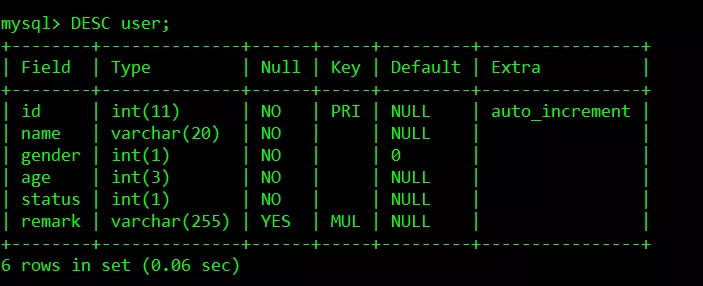 mysql> DESC user;
+--------+--------------+------+-----+---------+----------------+
| Field  | Type         | Null | Key | Default | Extra          |
+--------+--------------+------+-----+---------+----------------+
| id     | int(11)      | NO   | PRI | NULL    | auto_increment |
| name   | varchar(20)  | NO   |     | NULL    |                |
| gender | int(1)       | NO   |     | 0       |                |
| age    | int(3)       | NO   |     | NULL    |                |
| status | int(1)       | NO   |     | NULL    |                |
| remark | varchar(255) | YES  | MUL | NULL    |                |
+--------+--------------+------+-----+---------+----------------+
6 rows in set (0.06 sec)